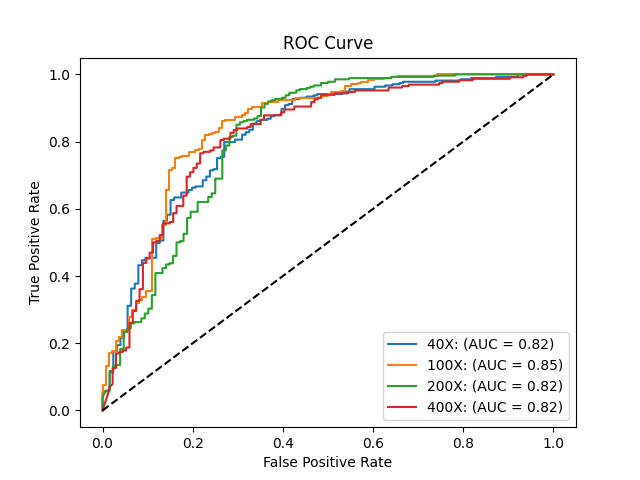 ROC Curve
True Positive Rate
1.0
0.8
0.6
0.4
0.2
0.0
0.0 0.2 0.4 0.6 0.8 1.0
False Positive Rate
40X: (AUC = 0.82)
100X: (AUC = 0.85)
200X: (AUC = 0.82)
400X: (AUC = 0.82)